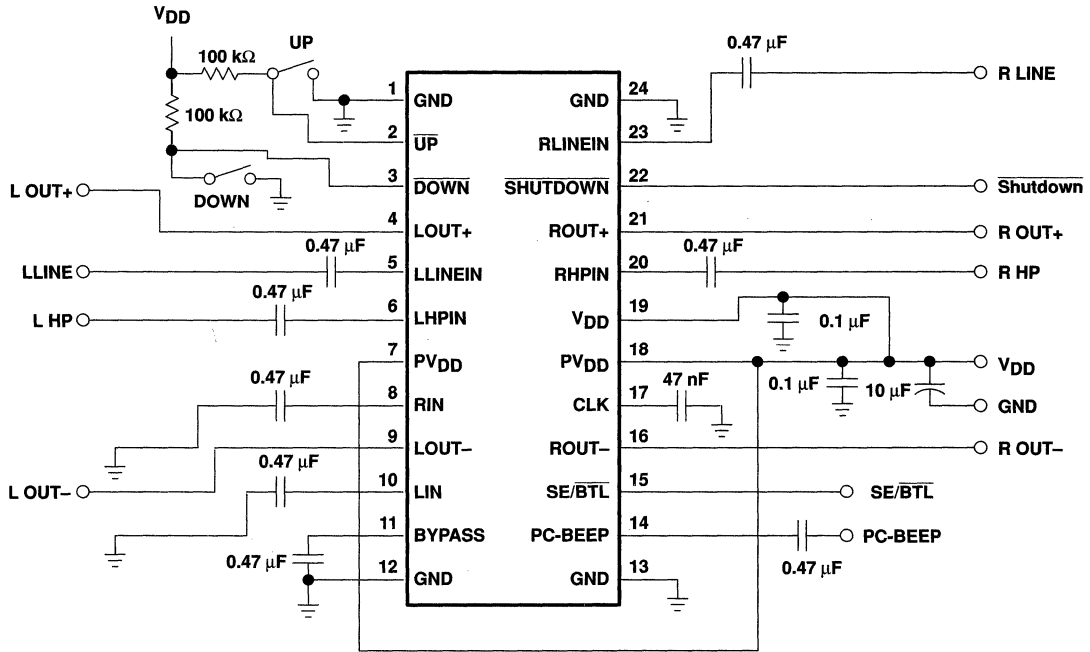 VDD
UP
100 kΩ
100 kΩ
DOWN
0.47 μF
R LINE
1 GND
GND 24
2 UP
RLINEIN 23
3 DOWN
SHUTDOWN 22
Shutdown
L OUT+
4 LOUT+
ROUT+ 21
R OUT+
0.47 μF
0.47 μF
LLINE
5 LLINEIN
RHPIN 20
R HP
0.47 μF
L HP
6 LHPIN
VDD 19
0.1 μF
7 PVDD
PVDD 18
VDD
0.47 μF
47 nF
0.1 μF
10 μF
8 RIN
CLK 17
GND
9 LOUT–
ROUT– 16
R OUT–
0.47 μF
L OUT–
10 LIN
SE/BTL 15
SE/BTL
11 BYPASS
PC-BEEP 14
PC-BEEP
0.47 μF
0.47 μF
12 GND
GND 13